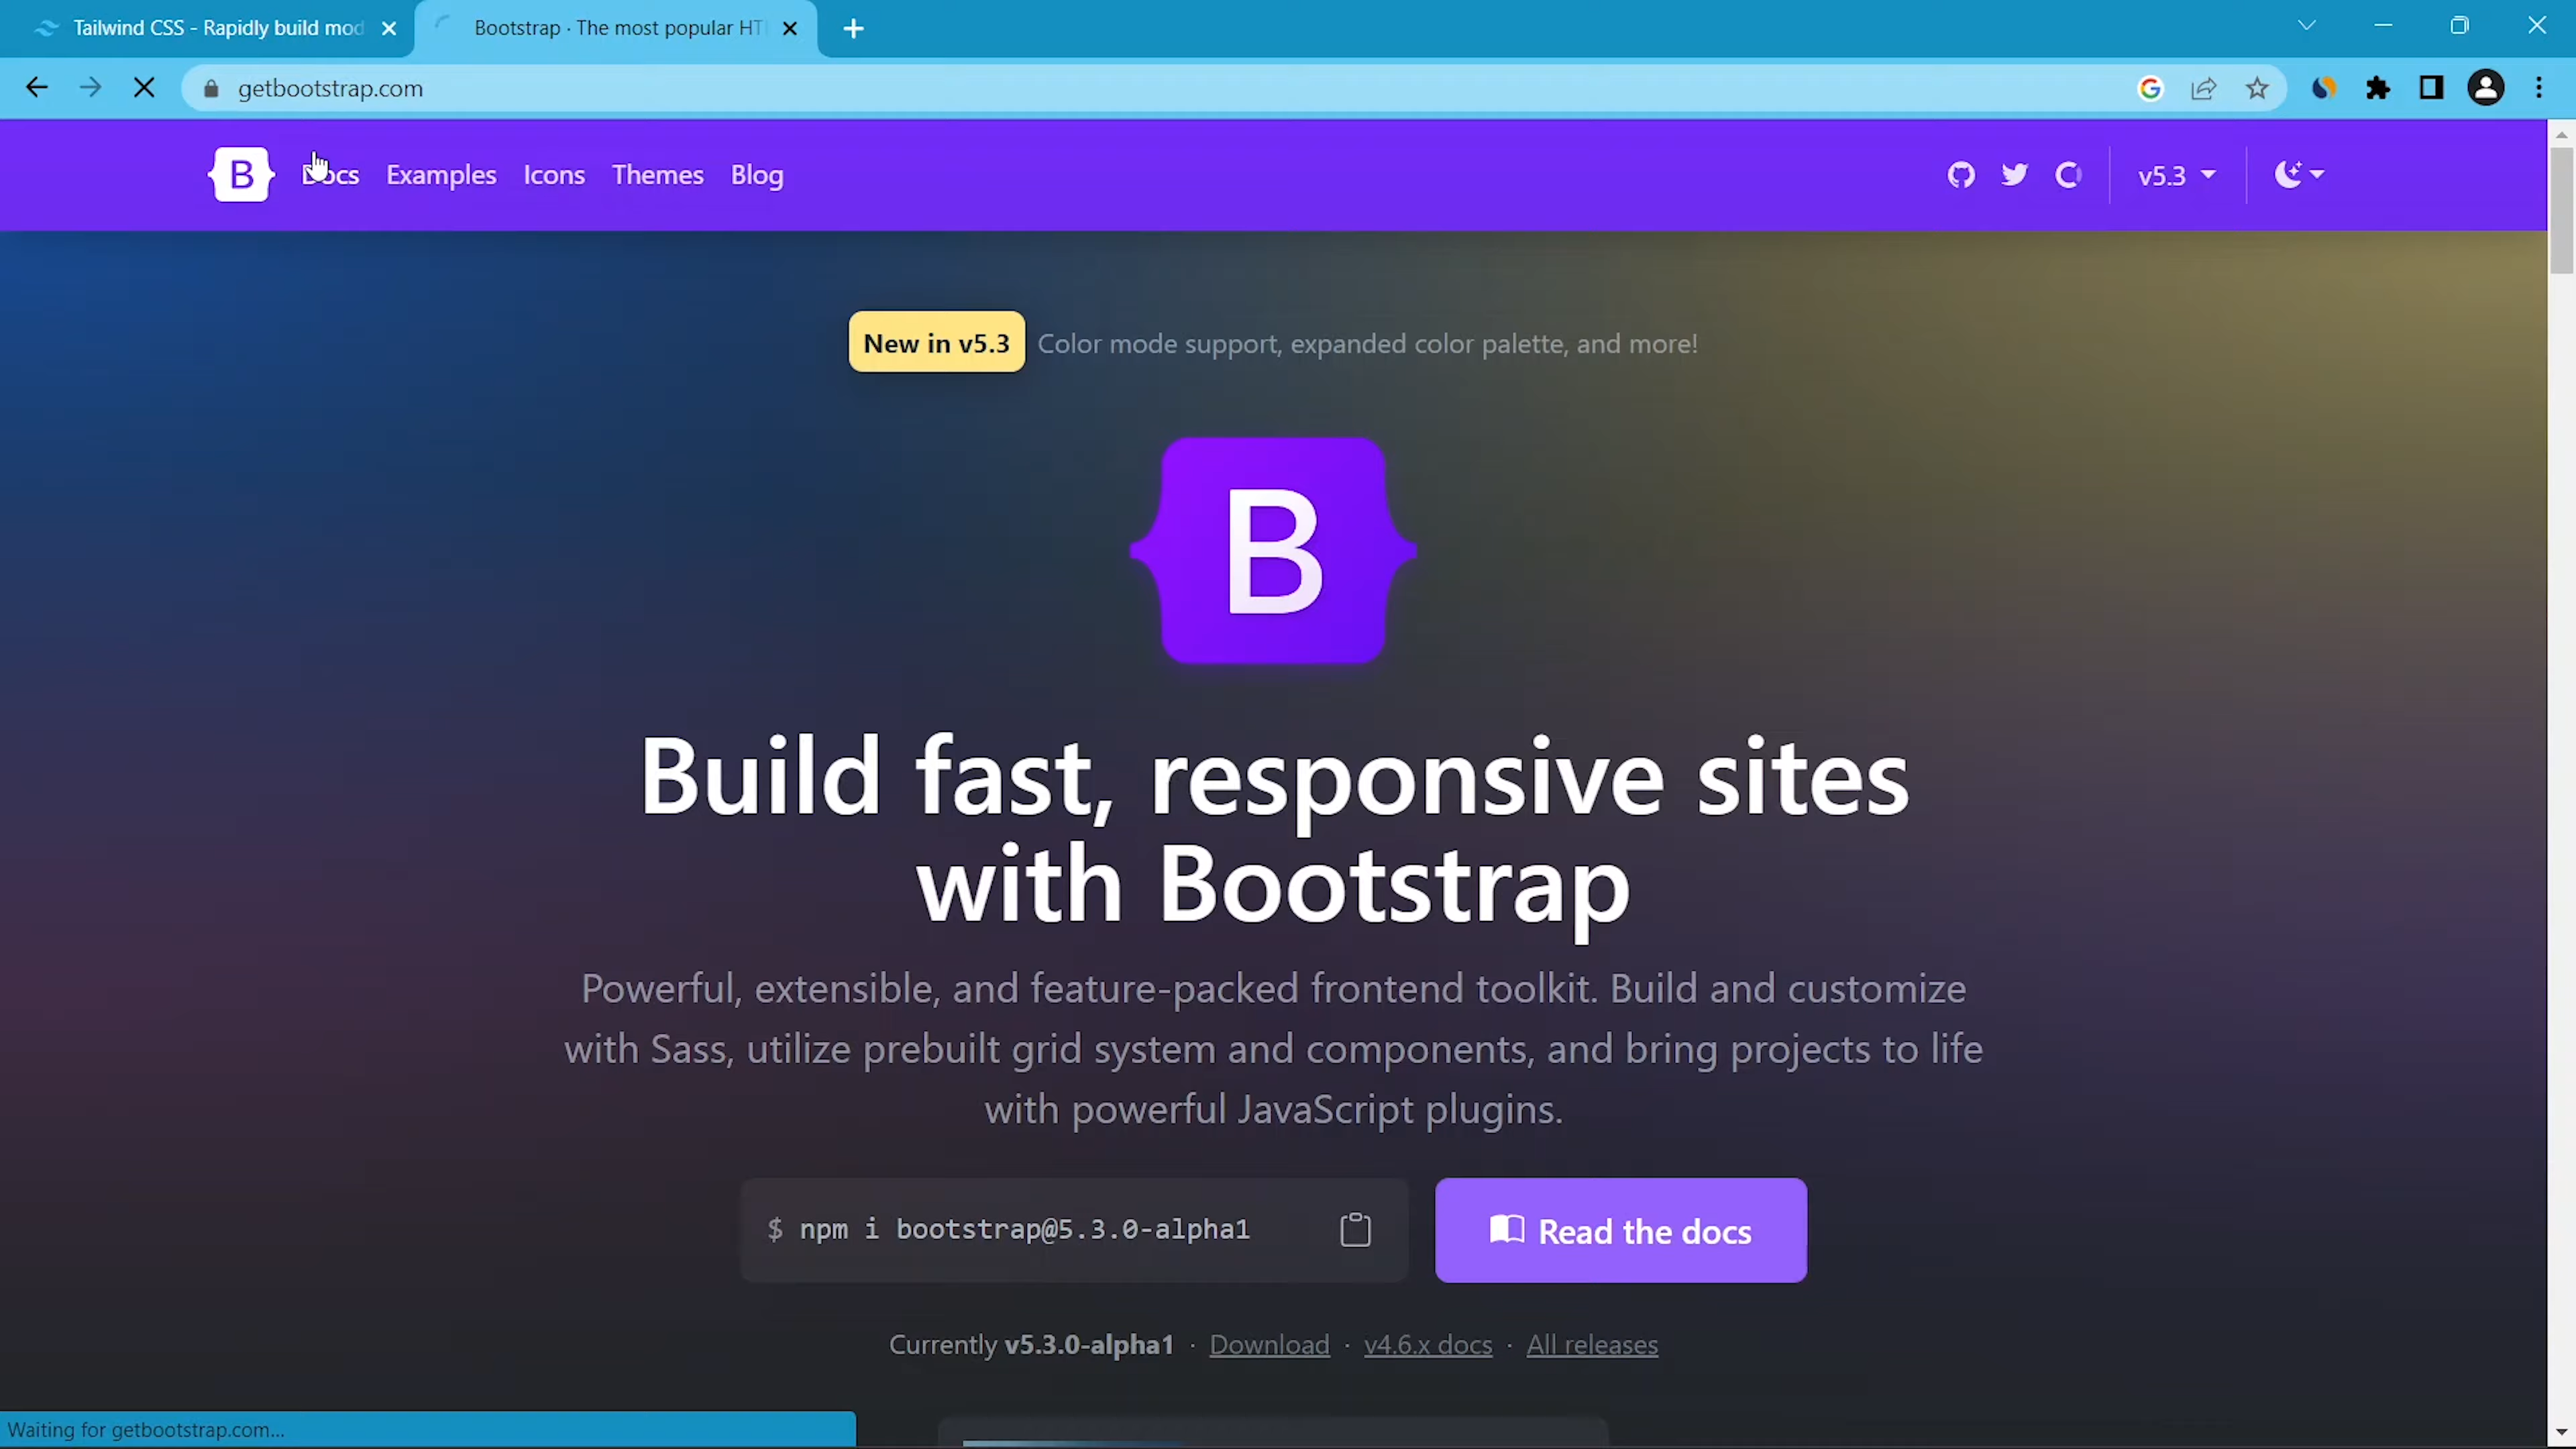 Tailwind CSS - Rapidly build mod
Bootstrap · The most popular HT
getbootstrap.com
B Docs Examples Icons Themes Blog v5.3
New in v5.3 Color mode support, expanded color palette, and more!
B
Build fast, responsive sites
with Bootstrap
Powerful, extensible, and feature-packed frontend toolkit. Build and customize
with Sass, utilize prebuilt grid system and components, and bring projects to life
with powerful JavaScript plugins.
$ npm i bootstrap@5.3.0-alpha1
Read the docs
Currently v5.3.0-alpha1 · Download · v4.6.x docs · All releases
Waiting for getbootstrap.com...